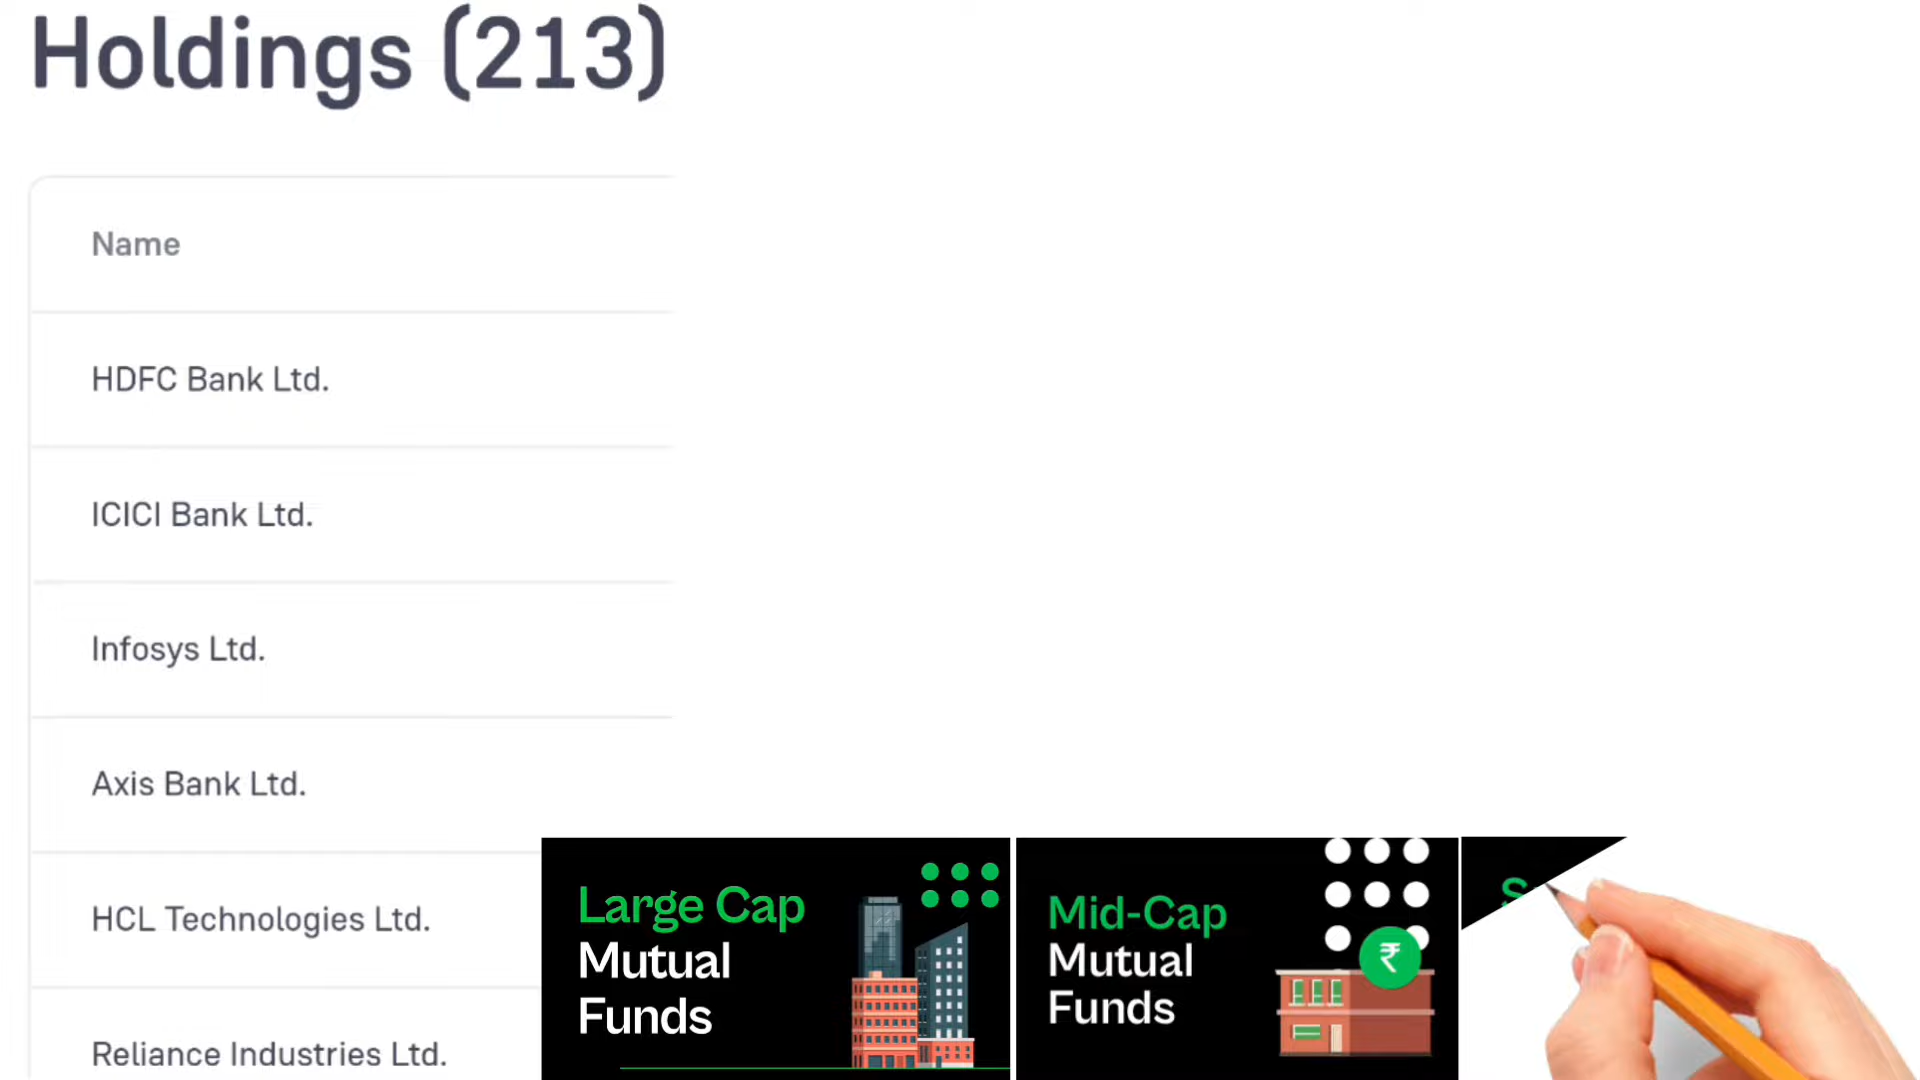 Holdings (213)
Name
HDFC Bank Ltd.
ICICI Bank Ltd.
Infosys Ltd.
Axis Bank Ltd.
HCL Technologies Ltd.
Reliance Industries Ltd.
Large Cap
Mutual
Funds
Mid-Cap
Mutual
Funds
₹
S